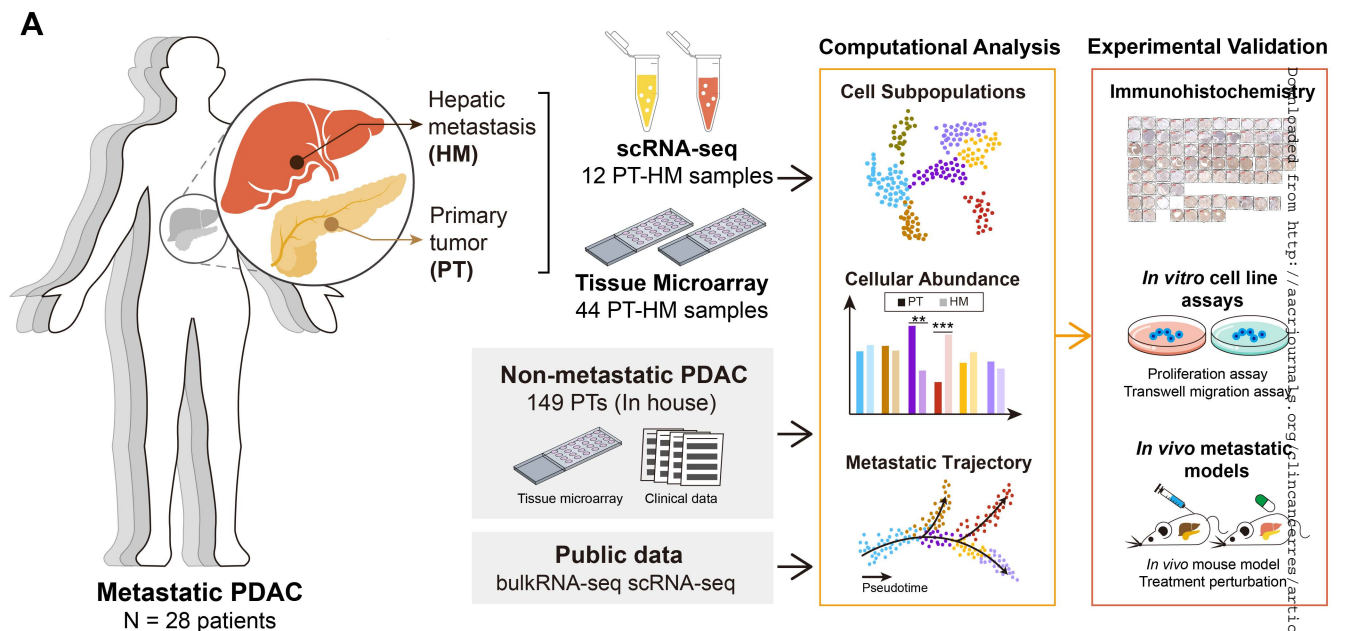 A
Hepatic
metastasis
(HM)
Primary
tumor
(PT)
Metastatic PDAC
N = 28 patients
scRNA-seq
12 PT-HM samples
Tissue Microarray
44 PT-HM samples
Non-metastatic PDAC
149 PTs (In house)
Tissue microarray
Clinical data
Public data
bulkRNA-seq scRNA-seq
Computational Analysis
Cell Subpopulations
Cellular Abundance
PT HM
** ***
Metastatic Trajectory
Pseudotime
Experimental Validation
Immunohistochemistry
In vitro cell line
assays
Proliferation assay
Transwell migration assay
In vivo metastatic
models
In vivo mouse model
Treatment perturbation
Downloaded from http://aacrjournals.org/clincancerres/artic